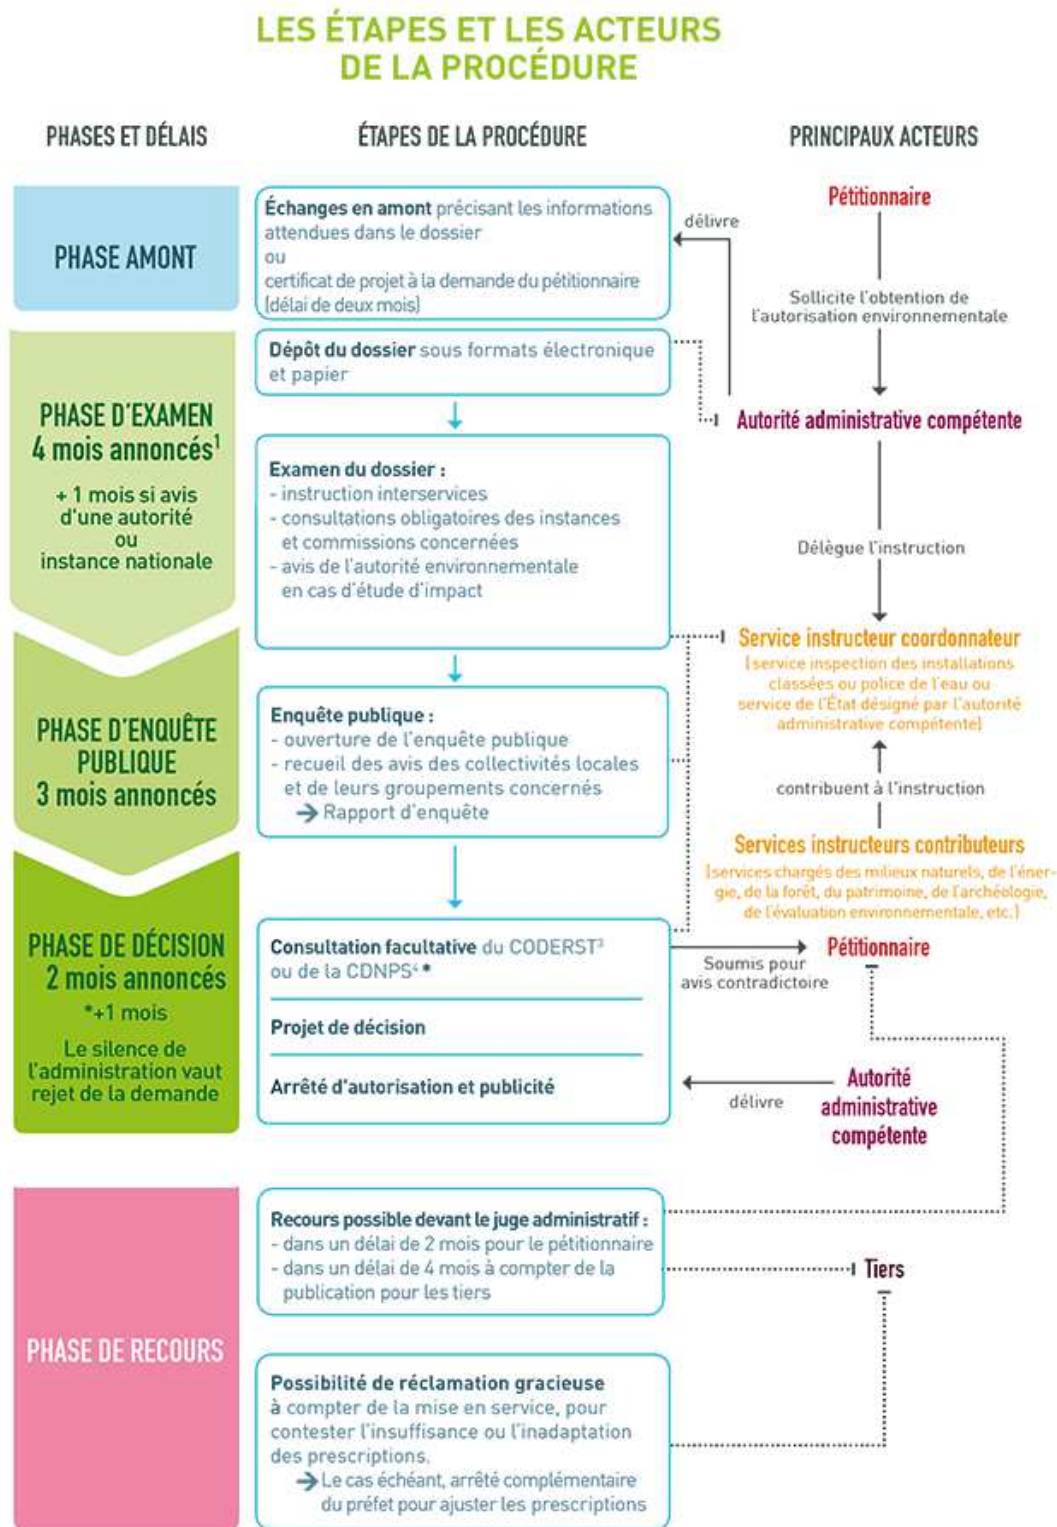 LES ÉTAPES ET LES ACTEURS
DE LA PROCÉDURE
PHASES ET DÉLAIS
ÉTAPES DE LA PROCÉDURE
PRINCIPAUX ACTEURS
PHASE AMONT
Échanges en amont précisant les informations
attendues dans le dossier
ou
certificat de projet à la demande du pétitionnaire
(délai de deux mois)
délivre
Pétitionnaire
Sollicite l'obtention de
l'autorisation environnementale
PHASE D'EXAMEN
4 mois annoncés¹
+ 1 mois si avis
d'une autorité
ou
instance nationale
Dépôt du dossier sous formats électronique
et papier
Autorité administrative compétente
Examen du dossier :
- instruction interservices
- consultations obligatoires des instances
et commissions concernées
- avis de l'autorité environnementale
en cas d'étude d'impact
Délègue l'instruction
Service instructeur coordonnateur
(service inspection des installations
classées ou police de l'eau ou
service de l'État désigné par l'autorité
administrative compétente)
PHASE D'ENQUÊTE
PUBLIQUE
3 mois annoncés
Enquête publique :
- ouverture de l'enquête publique
- recueil des avis des collectivités locales
et de leurs groupements concernés
→ Rapport d'enquête
contribuent à l'instruction
Services instructeurs contributeurs
(services chargés des milieux naturels, de l'éner-
gie, de la forêt, du patrimoine, de l'archéologie,
de l'évaluation environnementale, etc.)
PHASE DE DÉCISION
2 mois annoncés
*+1 mois
Le silence de
l'administration vaut
rejet de la demande
Consultation facultative du CODERST³
ou de la CDNPS⁴ *
Projet de décision
Arrêté d'autorisation et publicité
Soumis pour
avis contradictoire
Pétitionnaire
délivre
Autorité
administrative
compétente
PHASE DE RECOURS
Recours possible devant le juge administratif :
- dans un délai de 2 mois pour le pétitionnaire
- dans un délai de 4 mois à compter de la
publication pour les tiers
Tiers
Possibilité de réclamation gracieuse
à compter de la mise en service, pour
contester l'insuffisance ou l'inadaptation
des prescriptions.
→ Le cas échéant, arrêté complémentaire
du préfet pour ajuster les prescriptions